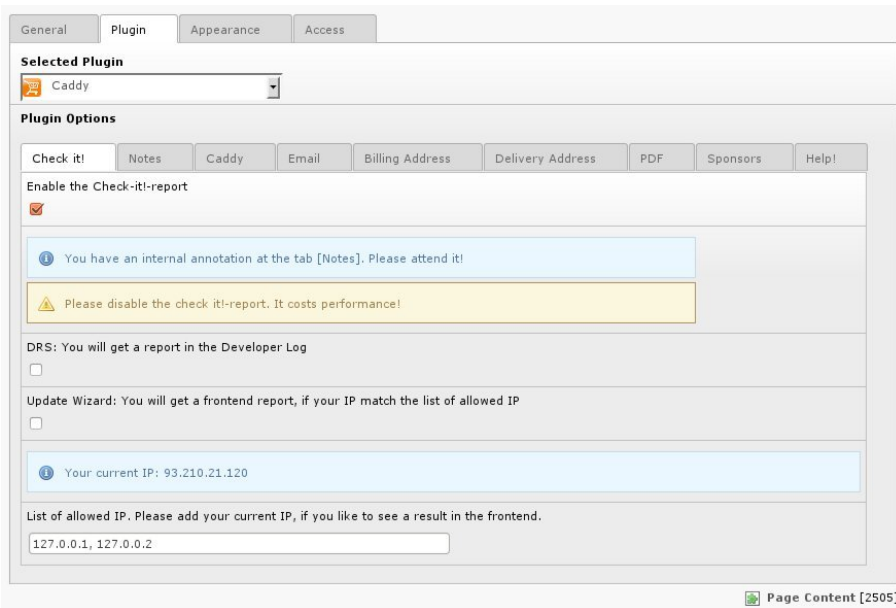 General Plugin Appearance Access
Selected Plugin
Caddy
Plugin Options
Check it! Notes Caddy Email Billing Address Delivery Address PDF Sponsors Help!
Enable the Check-it!-report
You have an internal annotation at the tab [Notes]. Please attend it!
Please disable the check it!-report. It costs performance!
DRS: You will get a report in the Developer Log
Update Wizard: You will get a frontend report, if your IP match the list of allowed IP
Your current IP: 93.210.21.120
List of allowed IP. Please add your current IP, if you like to see a result in the frontend.
127.0.0.1, 127.0.0.2
Page Content [2505]